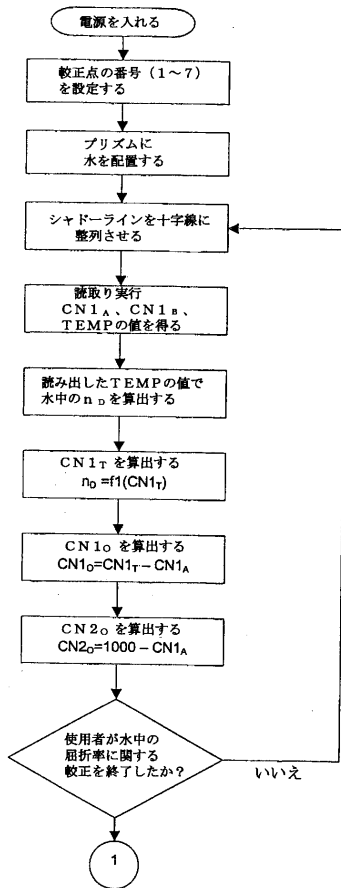 電源を入れる
較正点の番号（1～7）
を設定する
プリズムに
水を配置する
シャドーラインを十字線に
整列させる
読取り実行
CN1A、CN1B、
TEMPの値を得る
読み出したTEMPの値で
水中のnDを算出する
CN1Tを算出する
nD=f1(CN1T)
CN1Oを算出する
CN1O=CN1T－CN1A
CN2Oを算出する
CN2O=1000－CN1A
使用者が水中の
屈折率に関する
較正を終了したか？
いいえ
1